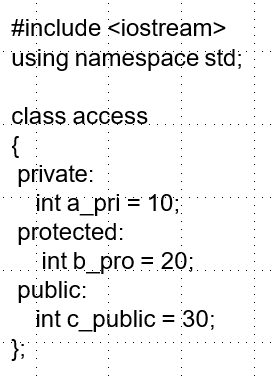 #include <iostream>
using namespace std;

class access
{
private:
int a_pri = 10;
protected:
int b_pro = 20;
public:
int c_public = 30;
};